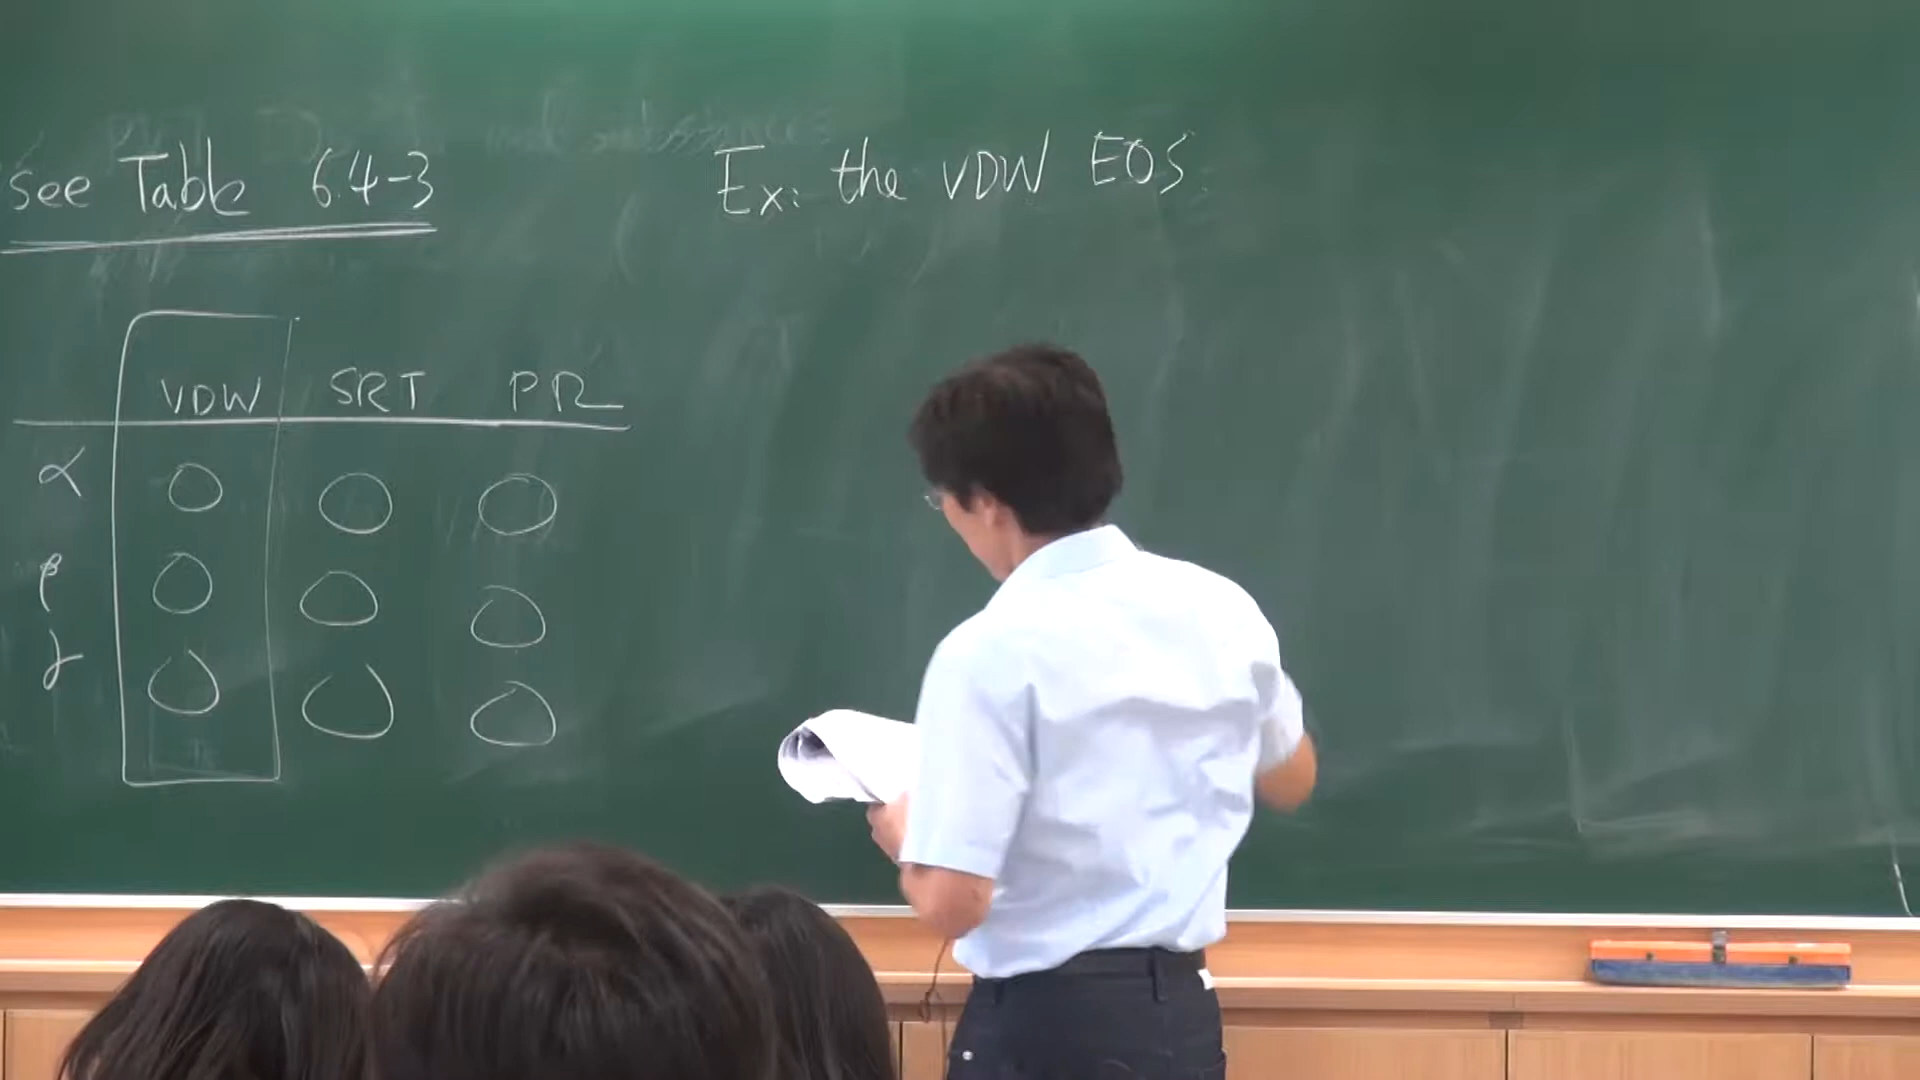 see Table 6.4-3
VDW SRT PR
α
β
γ
Ex: the VDW EOS